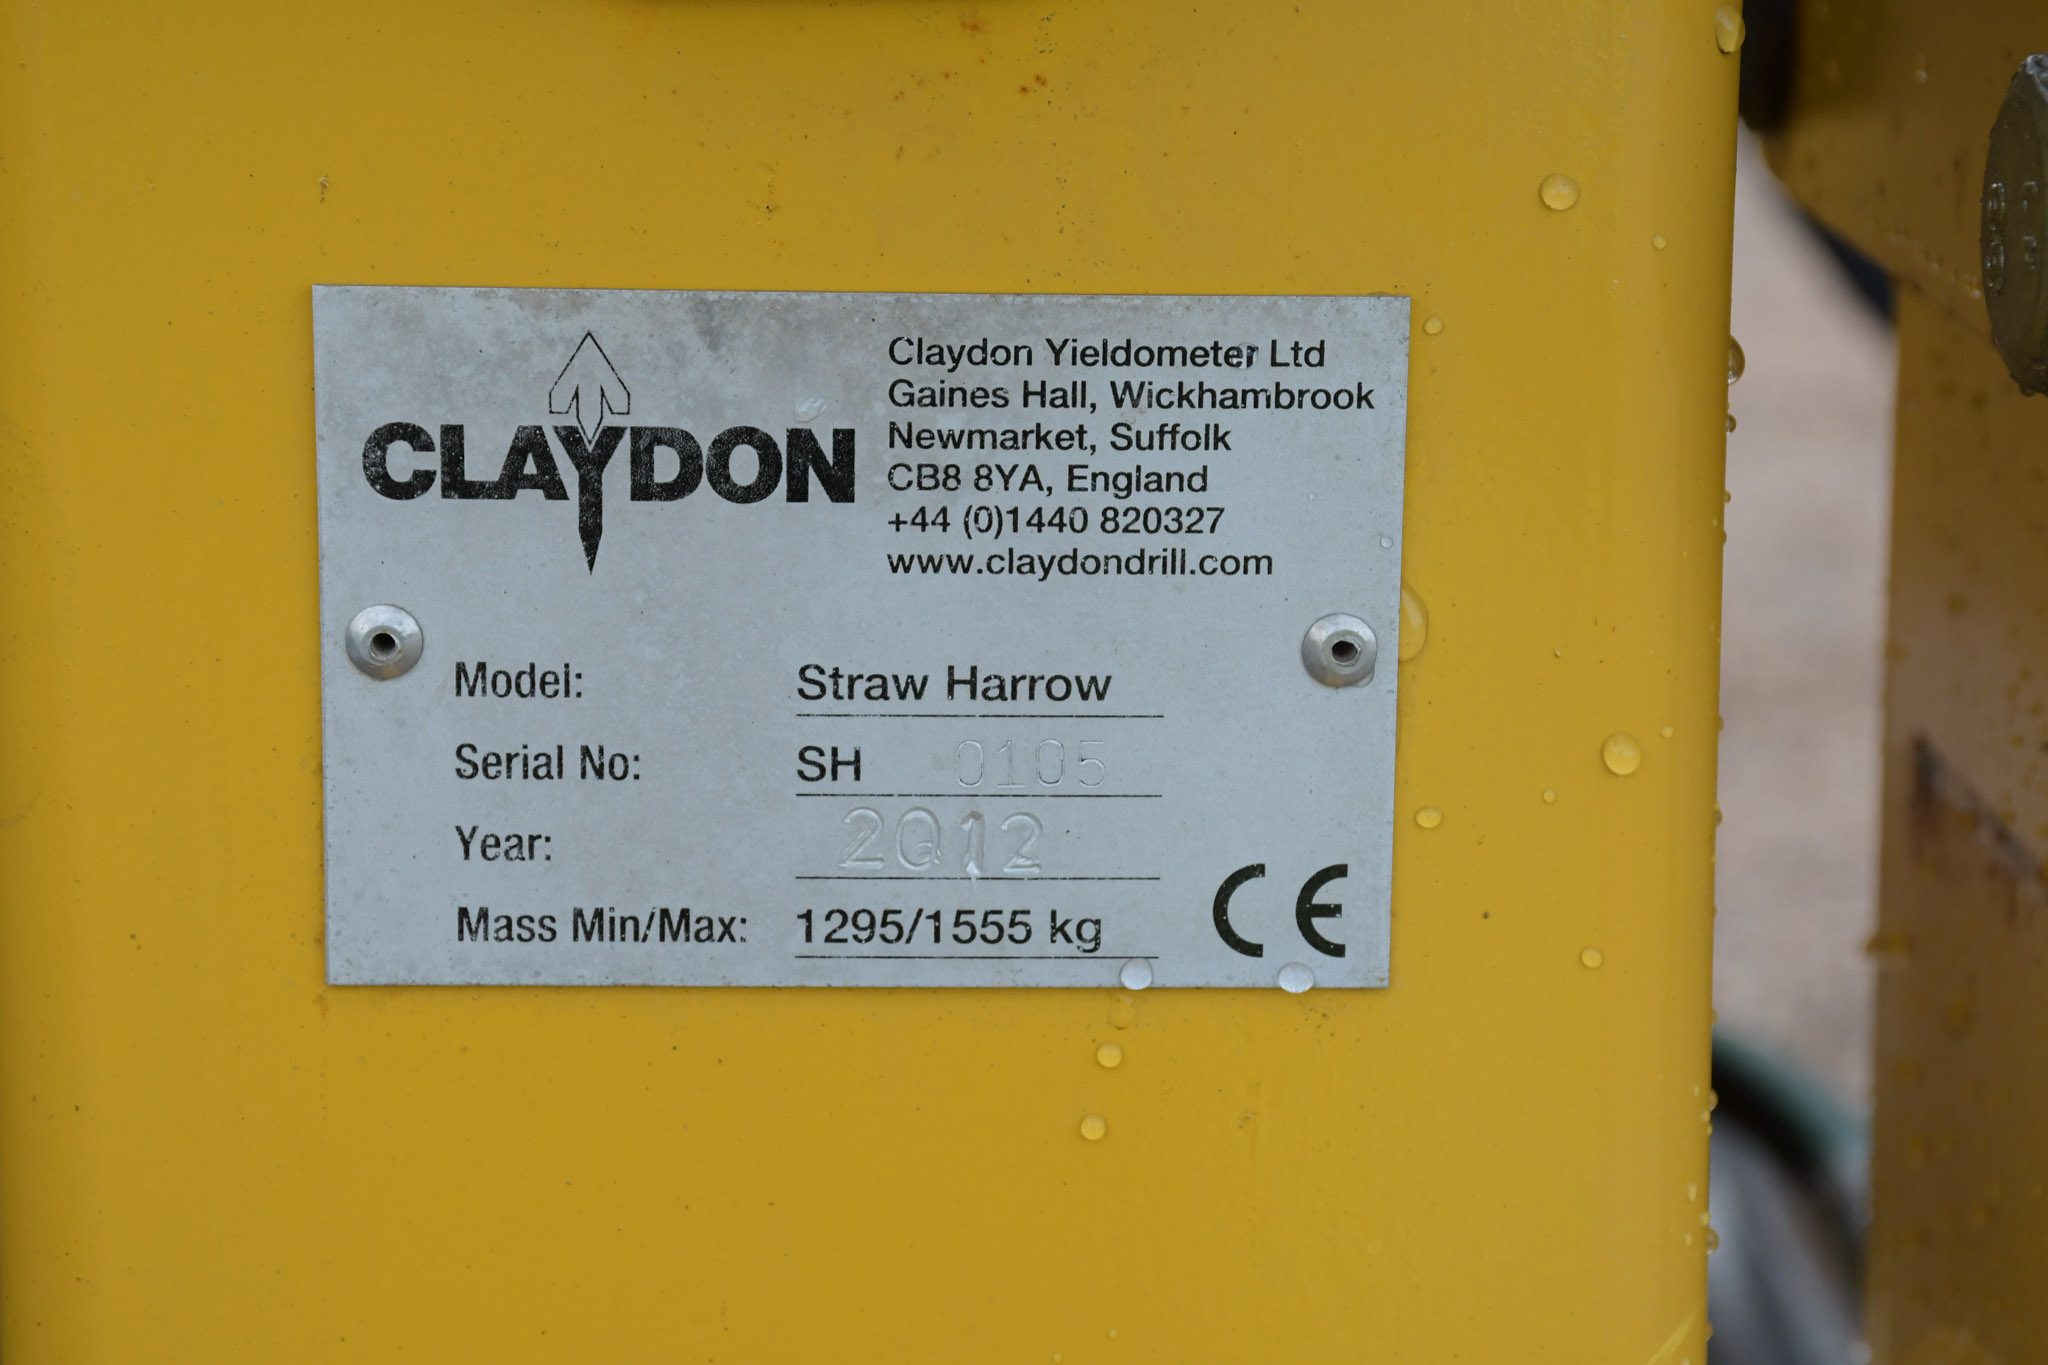 CLAYDON
Claydon Yieldometer Ltd
Gaines Hall, Wickhambrook
Newmarket, Suffolk
CB8 8YA, England
+44 (0)1440 820327
www.claydondrill.com
Model: Straw Harrow
Serial No: SH 0105
Year: 2012
Mass Min/Max: 1295/1555 kg
CE